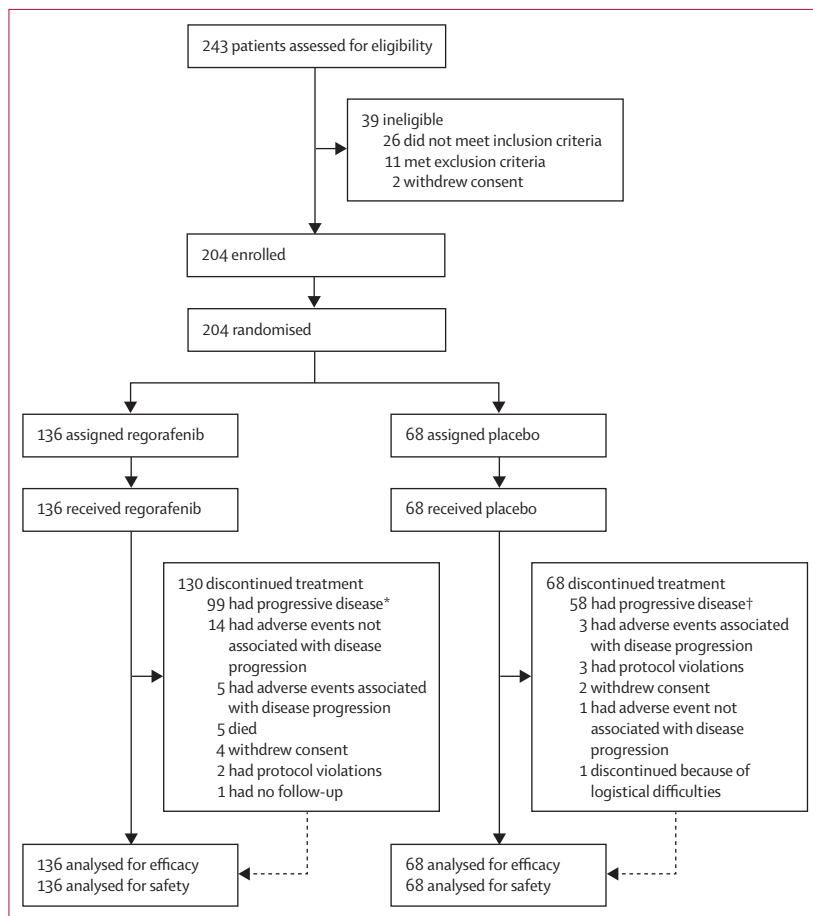 243 patients assessed for eligibility
39 ineligible
26 did not meet inclusion criteria
11 met exclusion criteria
2 withdrew consent
204 enrolled
204 randomised
136 assigned regorafenib
68 assigned placebo
136 received regorafenib
68 received placebo
130 discontinued treatment
99 had progressive disease*
14 had adverse events not
associated with disease
progression
5 had adverse events associated
with disease progression
5 died
4 withdrew consent
2 had protocol violations
1 had no follow-up
68 discontinued treatment
58 had progressive disease†
3 had adverse events associated
with disease progression
3 had protocol violations
2 withdrew consent
1 had adverse event not
associated with disease
progression
1 discontinued because of
logistical difficulties
136 analysed for efficacy
136 analysed for safety
68 analysed for efficacy
68 analysed for safety